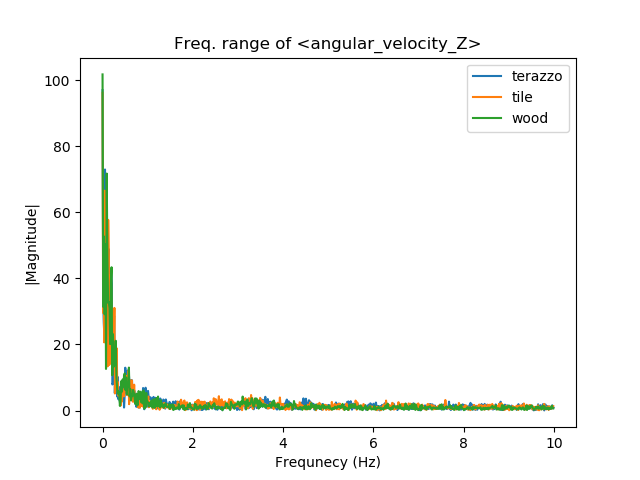 Freq. range of <angular_velocity_Z>
terazzo
tile
wood
|Magnitude|
100
80
60
40
20
0
0 2 4 6 8 10
Frequnecy (Hz)